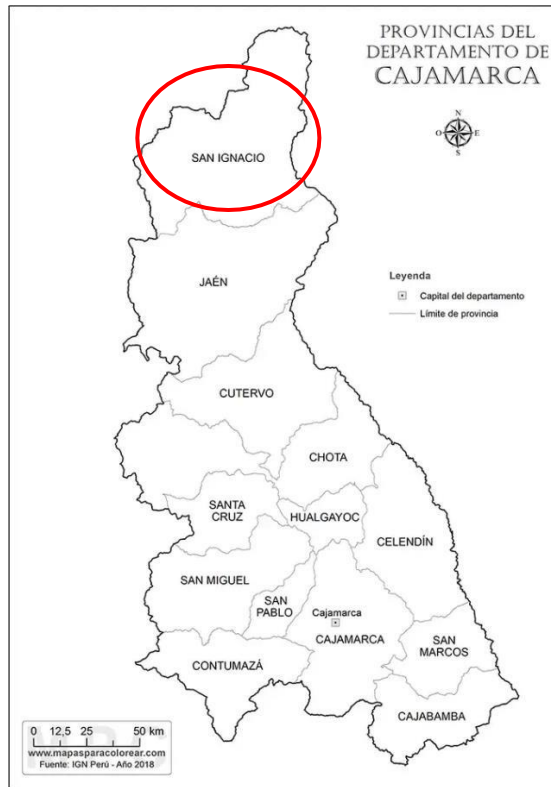 PROVINCIAS DEL
DEPARTAMENTO DE
CAJAMARCA
N
O
E
S
SAN IGNACIO
JAÉN
Leyenda
Capital del departamento
Límite de provincia
CUTERVO
CHOTA
SANTA
CRUZ
HUALGAYOC
CELENDÍN
SAN MIGUEL
SAN
PABLO
Cajamarca
CAJAMARCA
SAN
MARCOS
CONTUMAZÁ
CAJABAMBA
0 12,5 25 50 km
www.mapasparacolorear.com
Fuente: IGN Perú - Año 2018